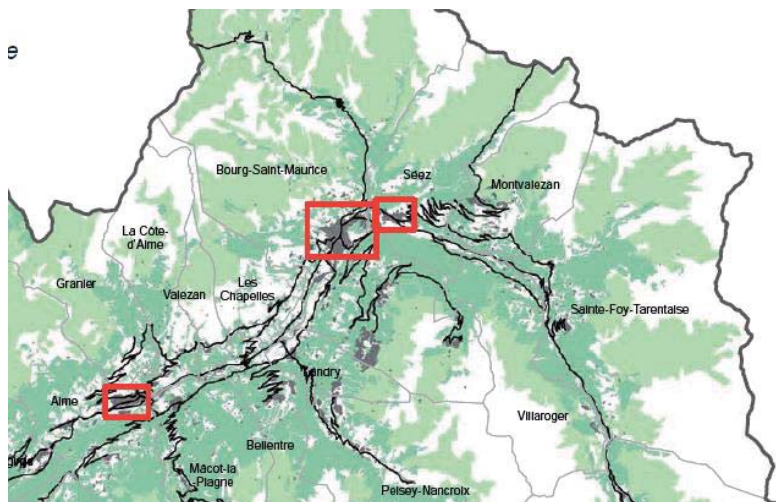 e
Bourg-Saint-Maurice
Séez
Montvalezan
La Côte-
d'Aime
Granier
Valezan
Les
Chapelles
Sainte-Foy-Tarentaise
Aime
Landry
Villaroger
Bellentre
Mâcot-la
-Plagne
Peisey-Nancroix